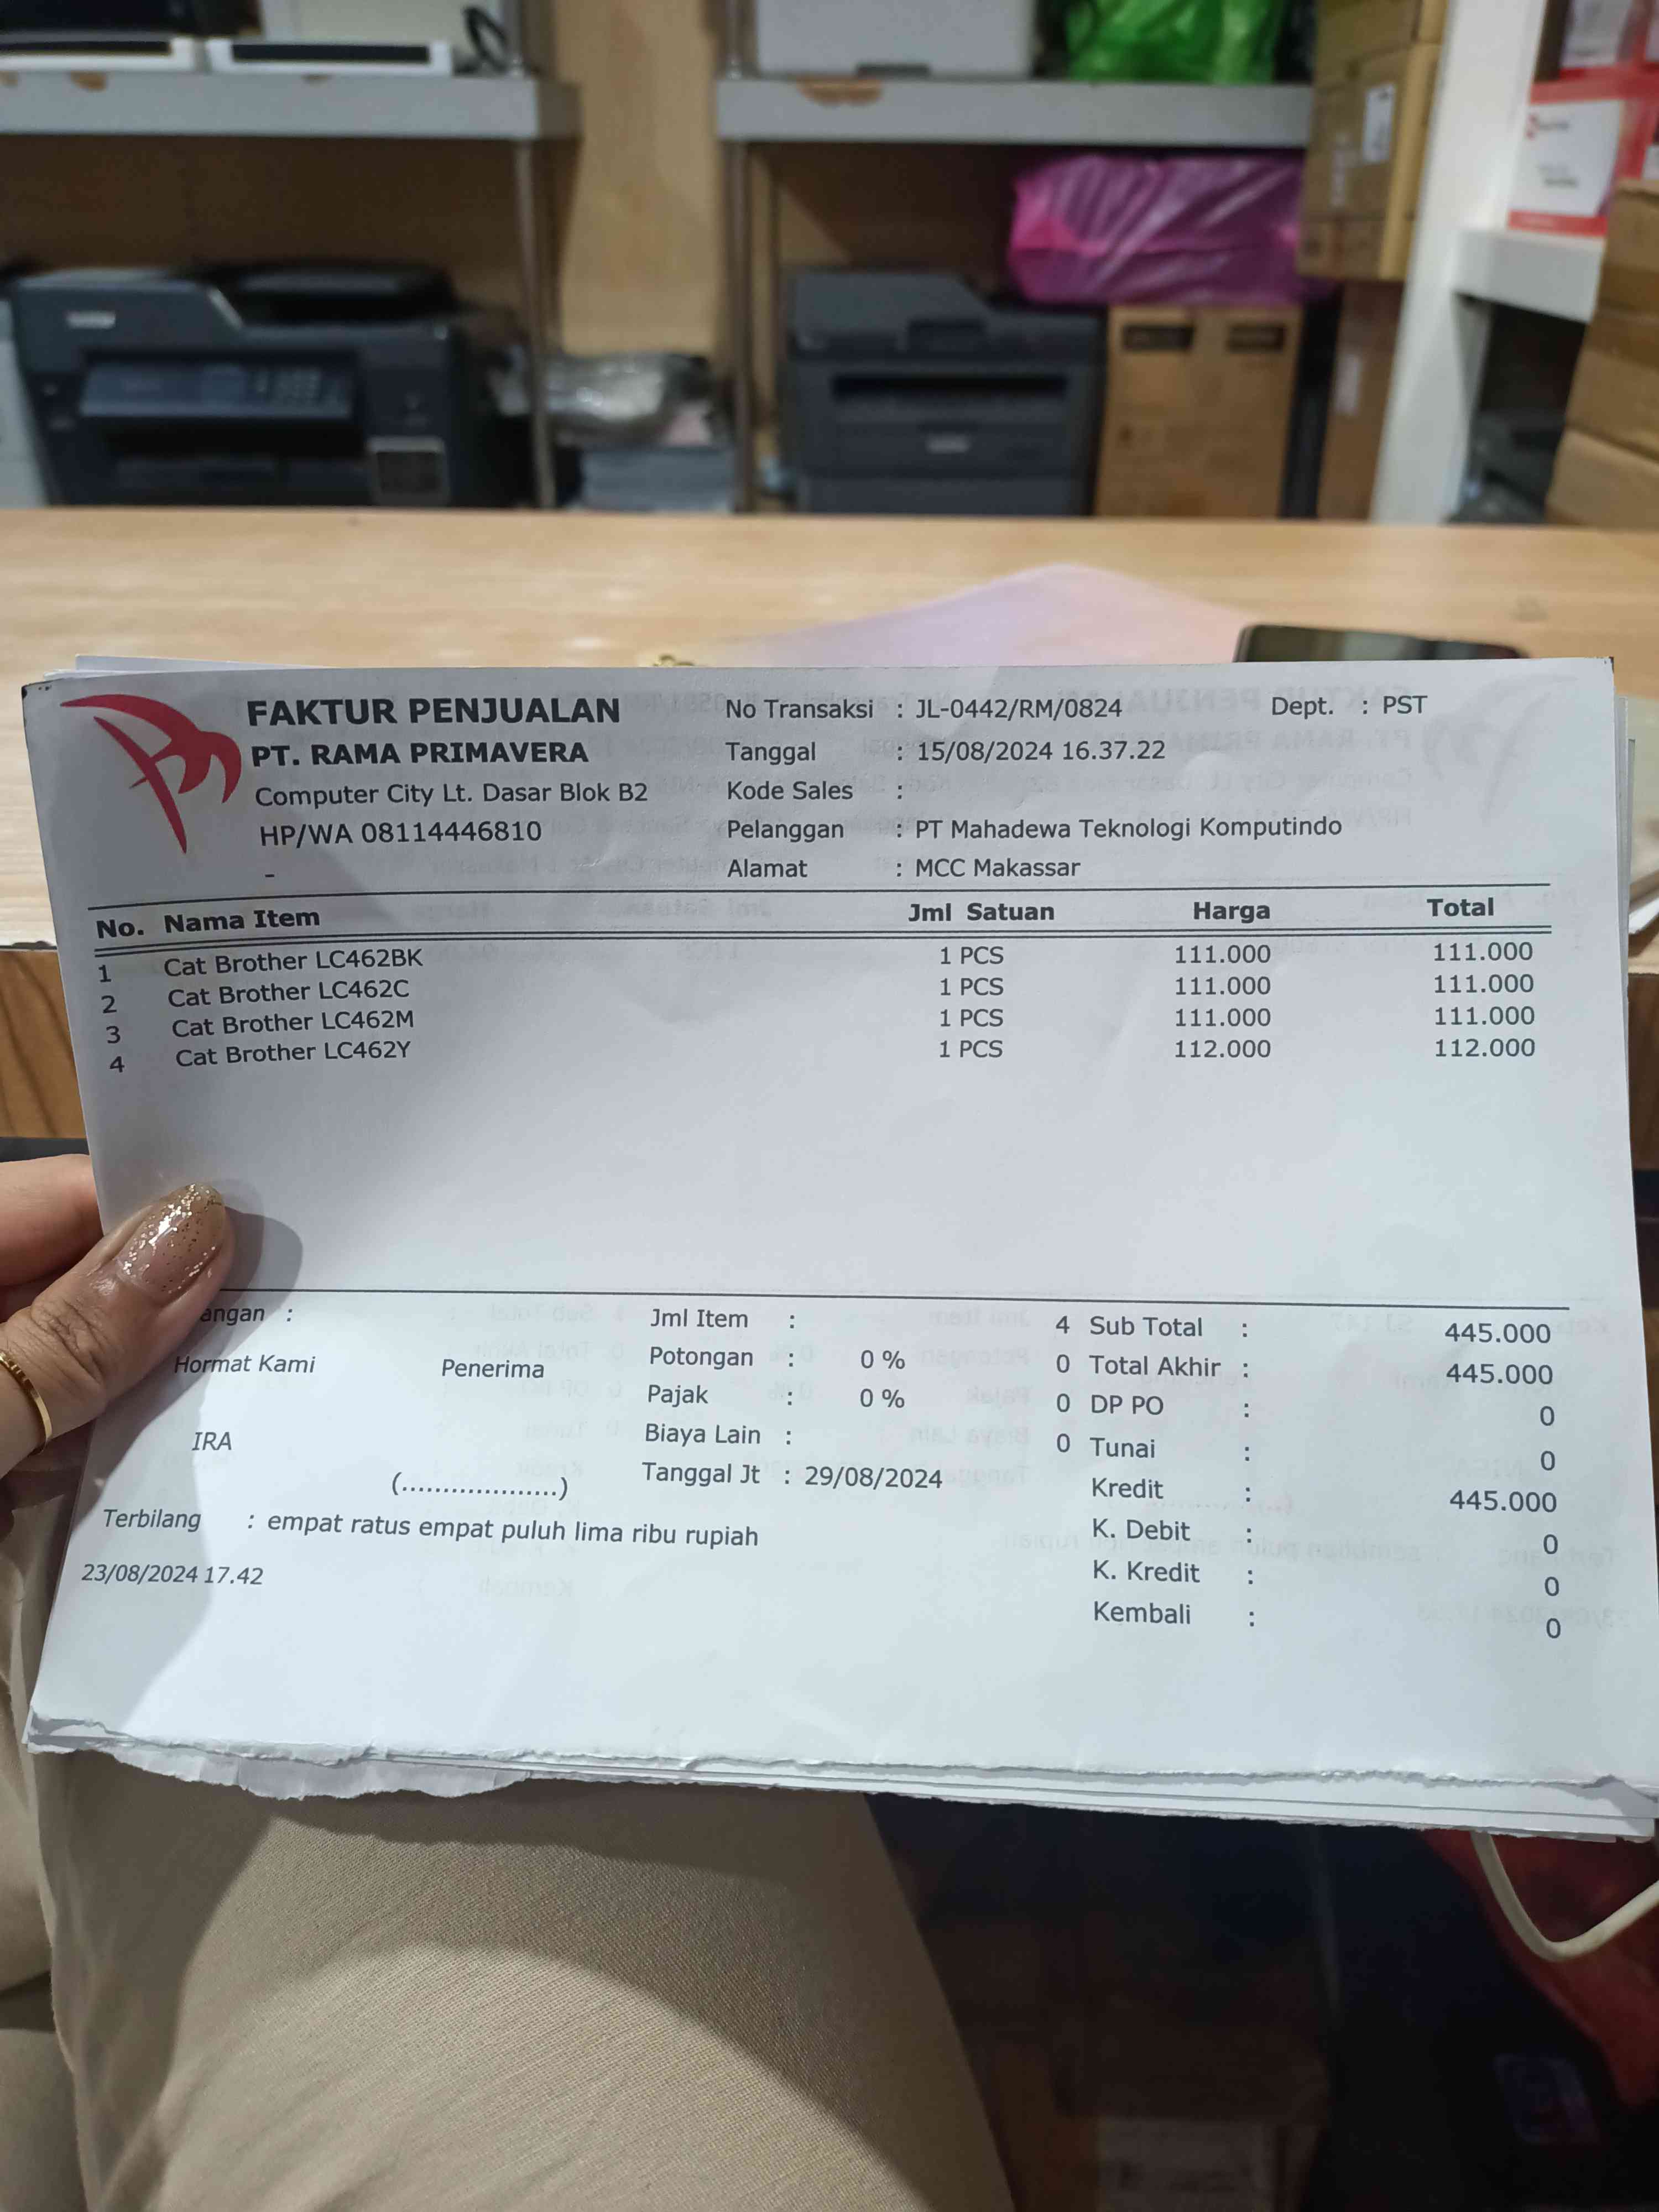 FAKTUR PENJUALAN
PT. RAMA PRIMAVERA
Computer City Lt. Dasar Blok B2
HP/WA 08114446810
-
No Transaksi : JL-0442/RM/0824
Dept. : PST
Tanggal : 15/08/2024 16.37.22
Kode Sales :
Pelanggan : PT Mahadewa Teknologi Komputindo
Alamat : MCC Makassar
No. Nama Item Jml Satuan Harga Total
1 Cat Brother LC462BK 1 PCS 111.000 111.000
2 Cat Brother LC462C 1 PCS 111.000 111.000
3 Cat Brother LC462M 1 PCS 111.000 111.000
4 Cat Brother LC462Y 1 PCS 112.000 112.000
angan :
Hormat Kami Penerima
IRA
(...................)
Jml Item : 4
Potongan : 0 % 0
Pajak : 0 % 0
Biaya Lain : 0
Tanggal Jt : 29/08/2024
Sub Total : 445.000
Total Akhir : 445.000
DP PO : 0
Tunai : 0
Kredit : 445.000
K. Debit : 0
K. Kredit : 0
Kembali : 0
Terbilang : empat ratus empat puluh lima ribu rupiah
23/08/2024 17.42